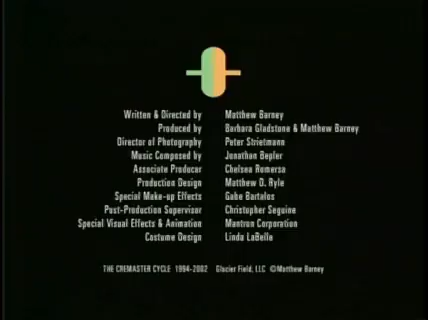 Written & Directed by Matthew Barney
Produced by Barbara Gladstone & Matthew Barney
Director of Photography Peter Strietmann
Music Composed by Jonathan Bepler
Associate Producer Chelsea Romersa
Production Design Matthew D. Ryle
Special Make-up Effects Gabe Bartalos
Post-Production Supervisor Christopher Seguine
Special Visual Effects & Animation Mantron Corporation
Costume Design Linda LaBelle
THE CREMASTER CYCLE 1994-2002 Glacier Field, LLC ©Matthew Barney